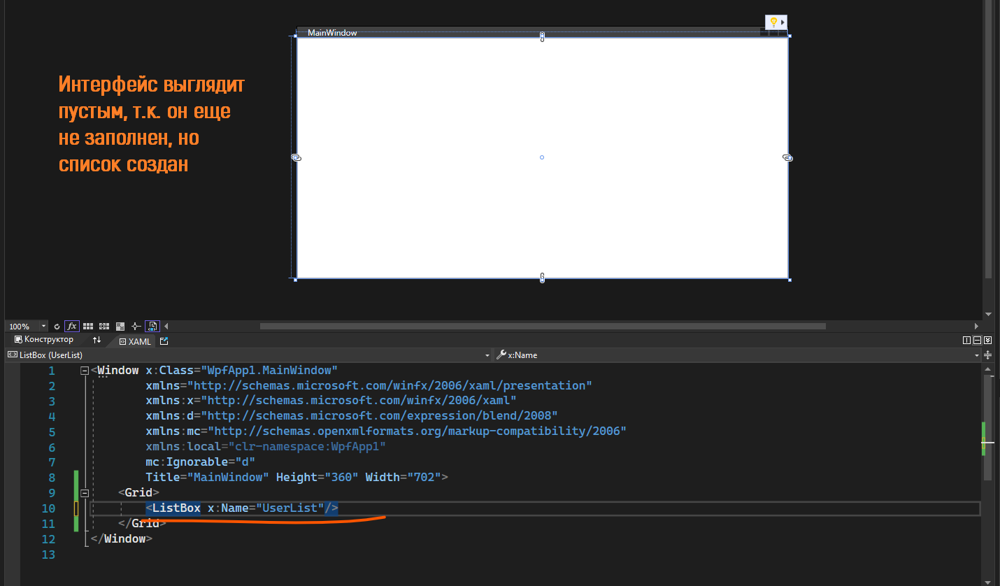 MainWindow
Интерфейс выглядит
пустым, т.к. он еще
не заполнен, но
список создан
100%
fx
Конструктор
XAML
ListBox (UserList)
x:Name
1 <Window x:Class="WpfApp1.MainWindow"
2 xmlns="http://schemas.microsoft.com/winfx/2006/xaml/presentation"
3 xmlns:x="http://schemas.microsoft.com/winfx/2006/xaml"
4 xmlns:d="http://schemas.microsoft.com/expression/blend/2008"
5 xmlns:mc="http://schemas.openxmlformats.org/markup-compatibility/2006"
6 xmlns:local="clr-namespace:WpfApp1"
7 mc:Ignorable="d"
8 Title="MainWindow" Height="360" Width="702">
9 <Grid>
10 <ListBox x:Name="UserList"/>
11 </Grid>
12 </Window>
13